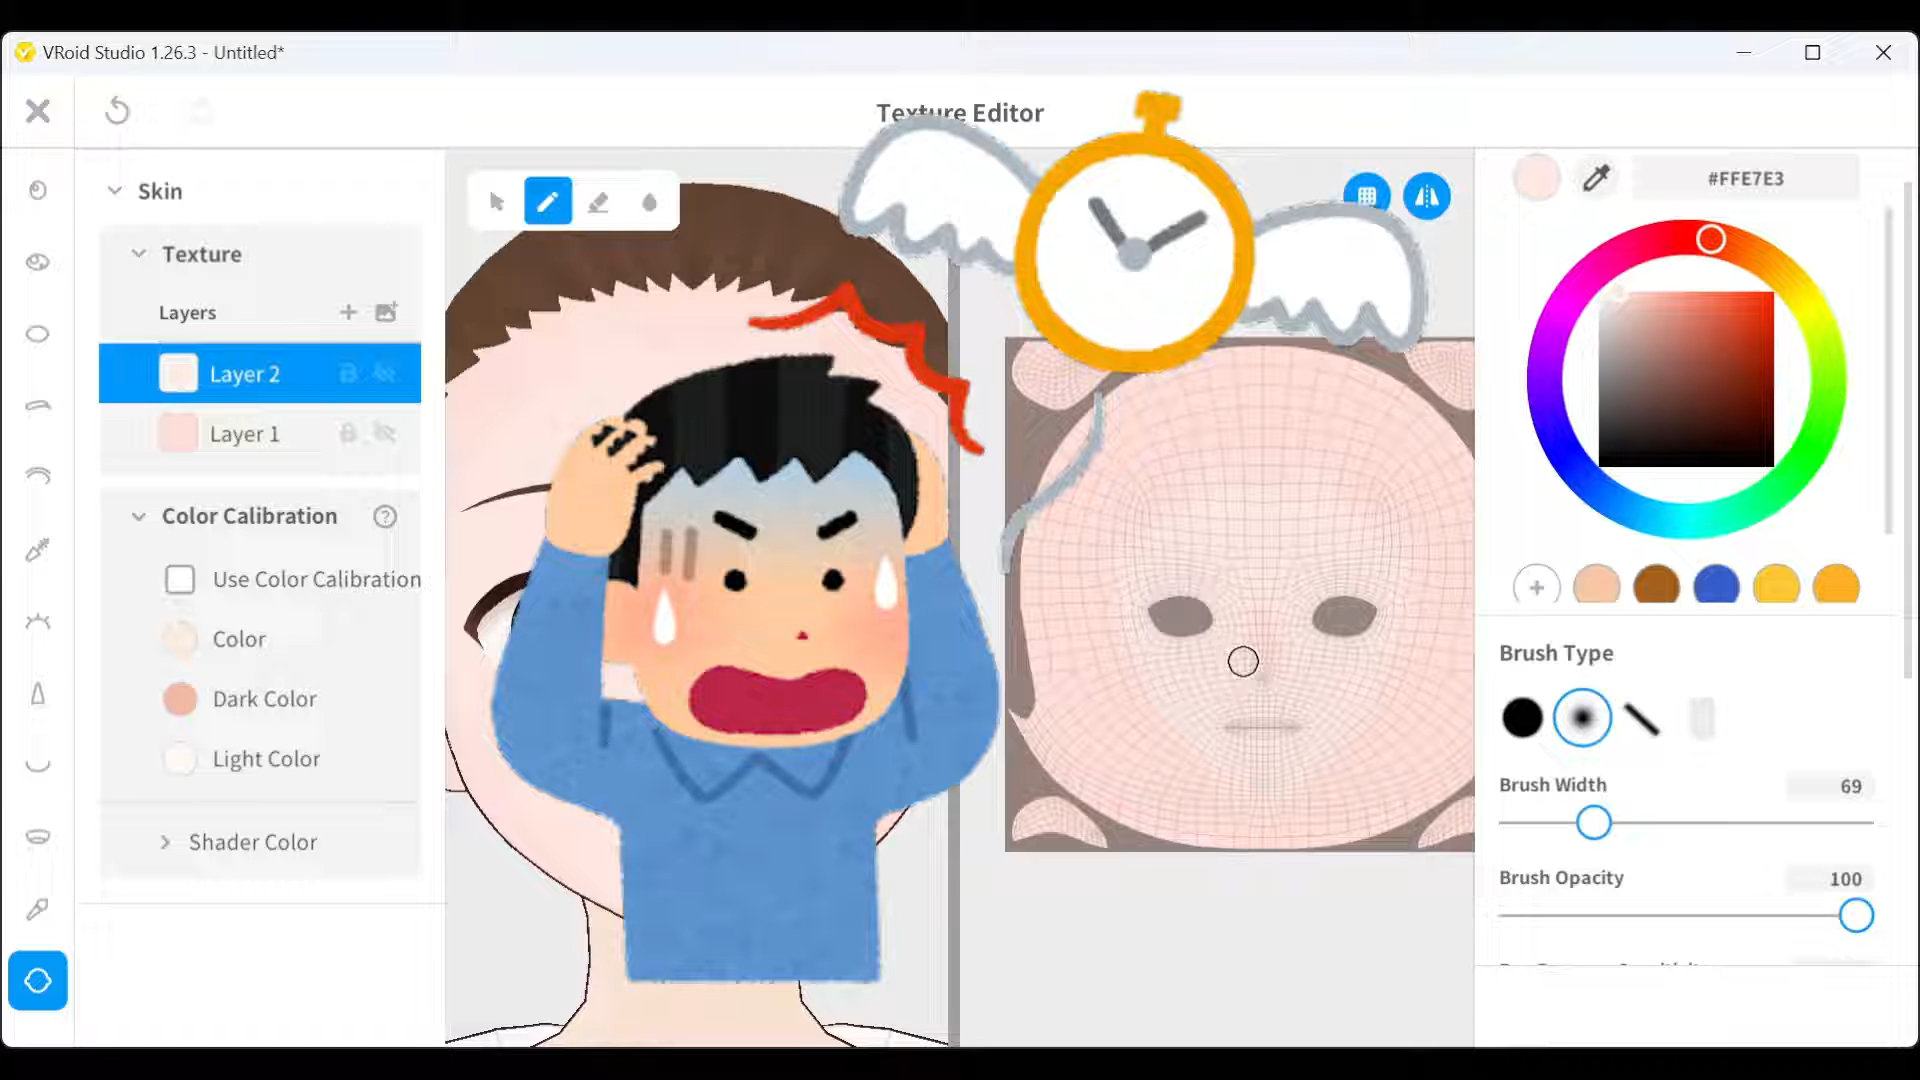 VRoid Studio 1.26.3 - Untitled*
Texture Editor
Skin
Texture
Layers
Layer 2
Layer 1
Color Calibration
Use Color Calibration
Color
Dark Color
Light Color
Shader Color
#FFE7E3
Brush Type
Brush Width 69
Brush Opacity 100